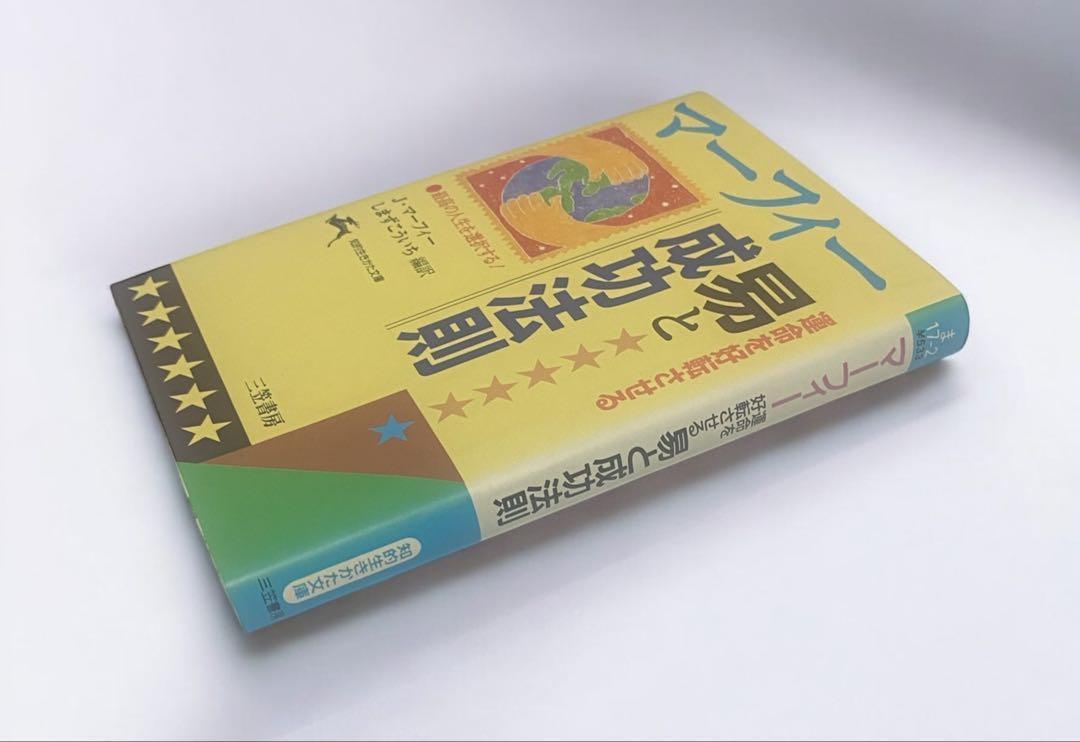 マーフィー
易と
成功法則
運命を好転させる
●最高の人生を選択する!
J・マーフィー
しまずこういち 編訳
知的生きかた文庫
三笠書房
ま-2
17
¥533
マーフィー
運命を
好転させる
易と成功法則
知的生きかた文庫
三笠書房